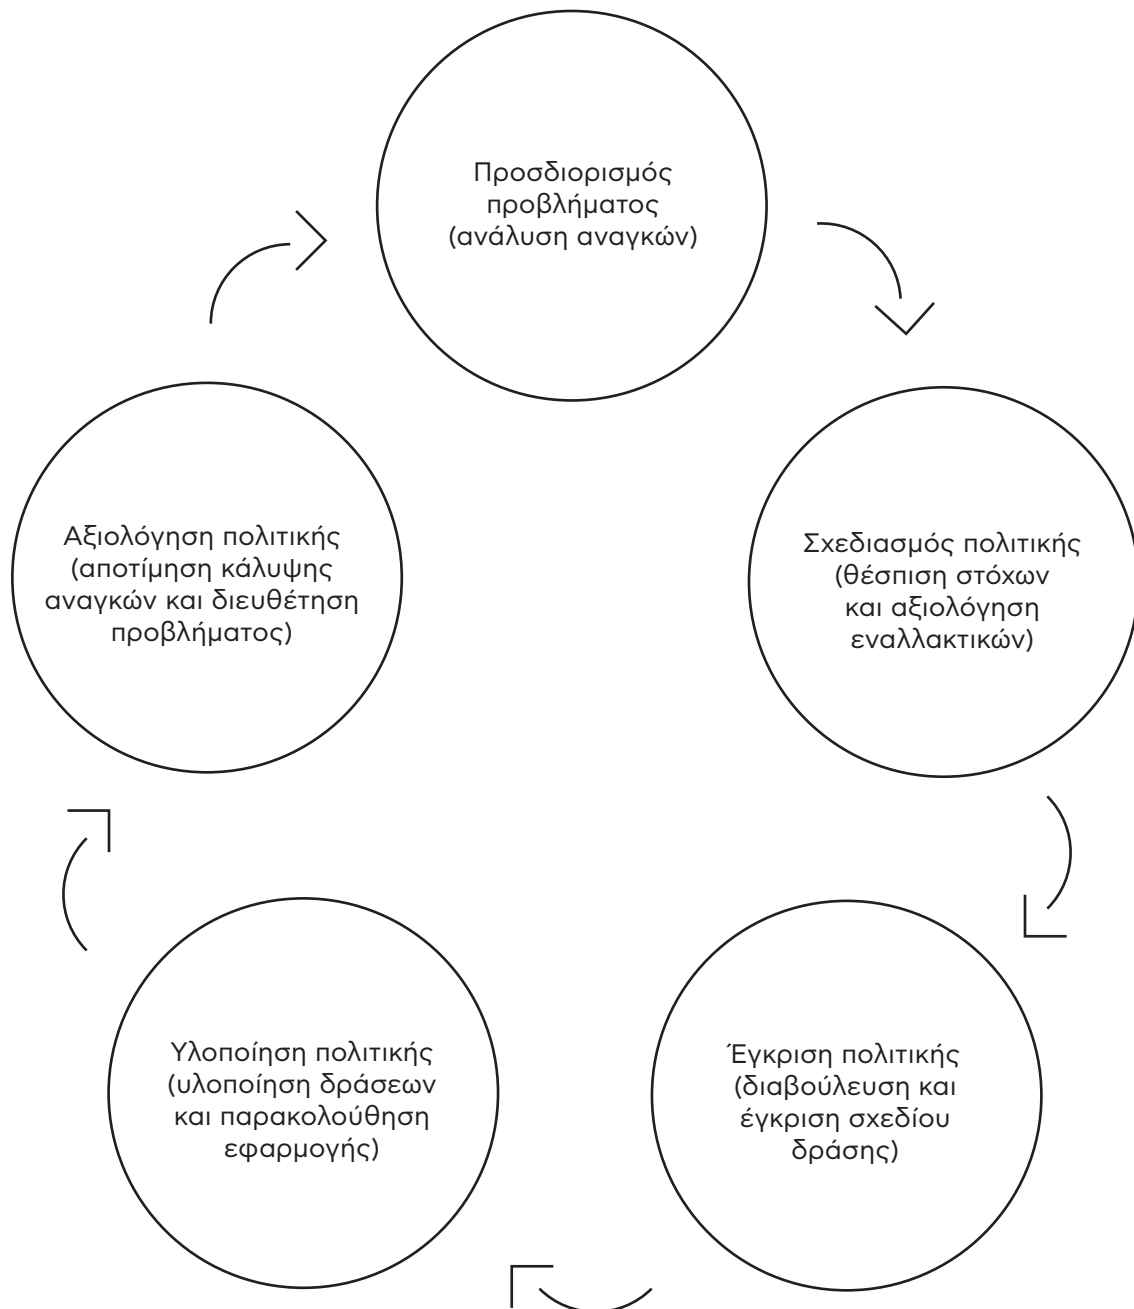 Προσδιορισμός
προβλήματος
(ανάλυση αναγκών)
Σχεδιασμός πολιτικής
(θέσπιση στόχων
και αξιολόγηση
εναλλακτικών)
Έγκριση πολιτικής
(διαβούλευση και
έγκριση σχεδίου
δράσης)
Υλοποίηση πολιτικής
(υλοποίηση δράσεων
και παρακολούθηση
εφαρμογής)
Αξιολόγηση πολιτικής
(αποτίμηση κάλυψης
αναγκών και διευθέτηση
προβλήματος)